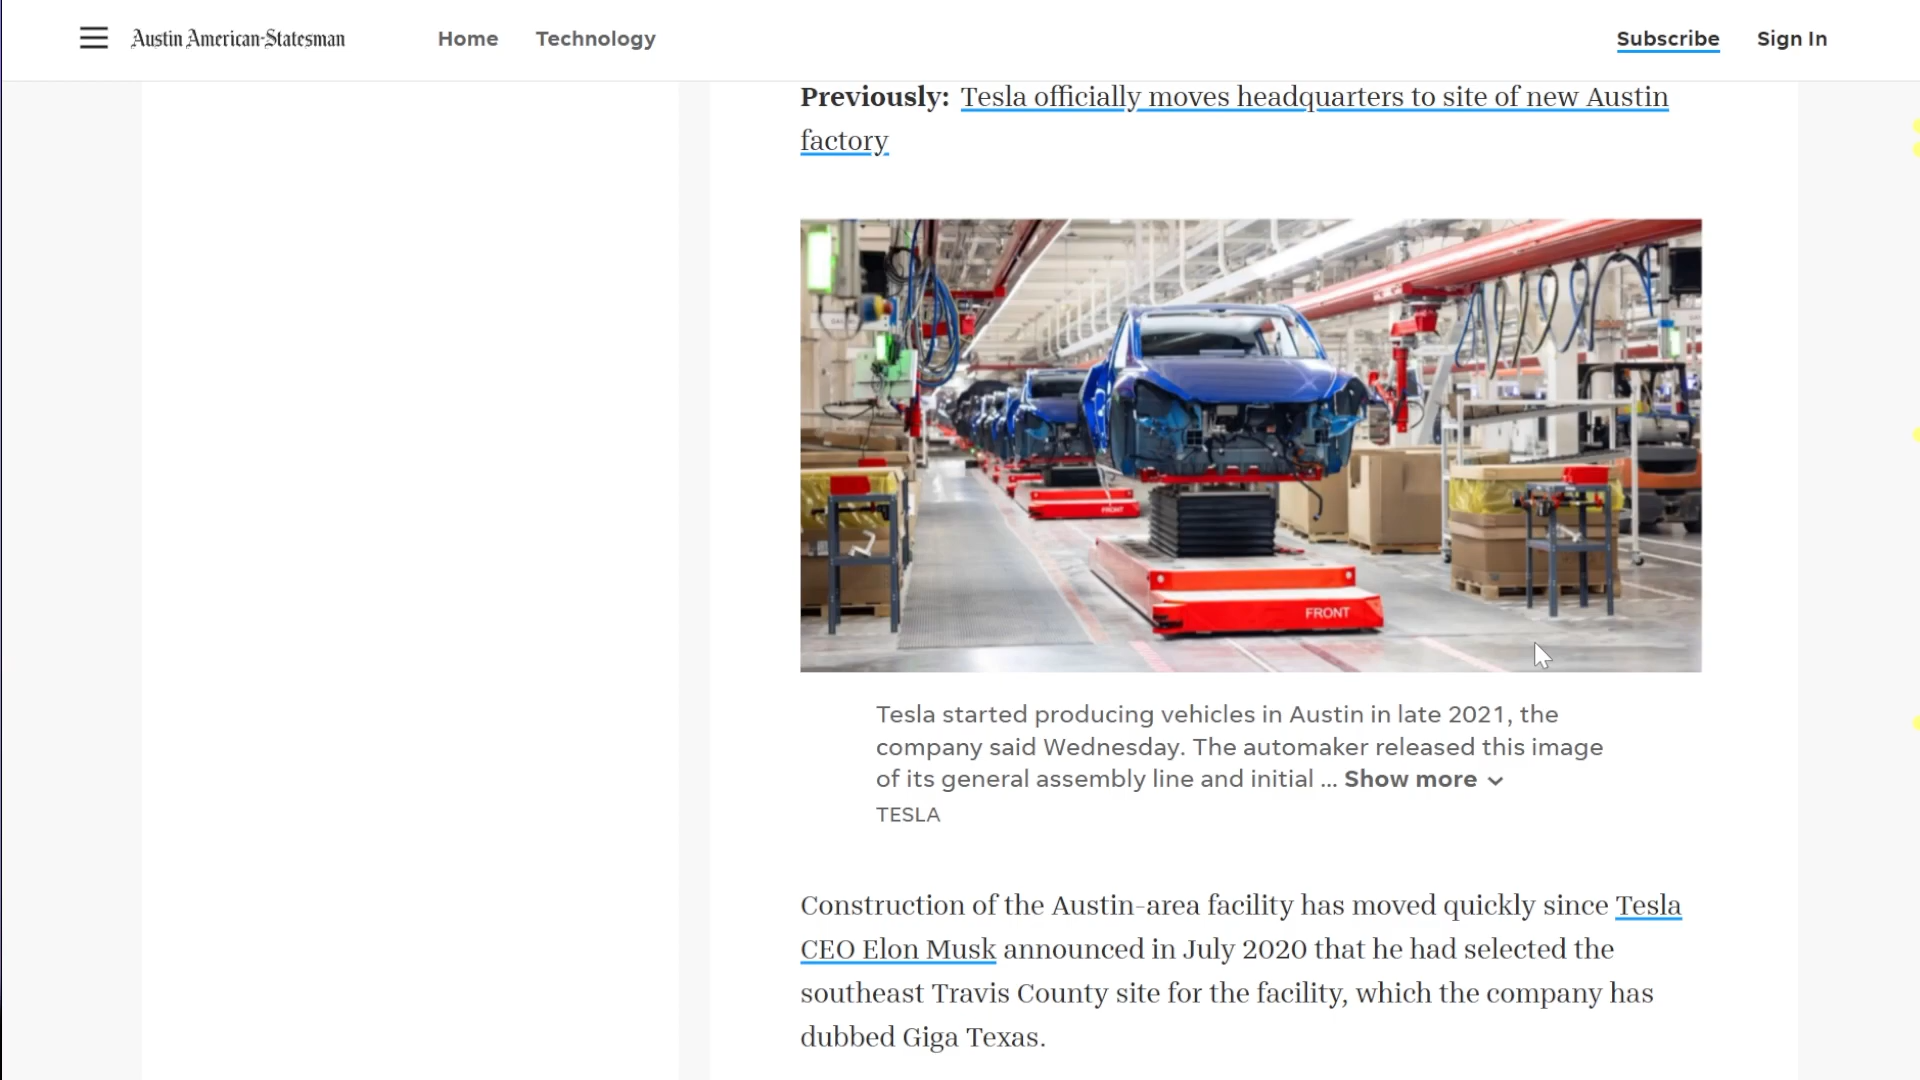 Austin American-Statesman
Home
Technology
Subscribe
Sign In
Previously: Tesla officially moves headquarters to site of new Austin
factory
FRONT
FRONT
Tesla started producing vehicles in Austin in late 2021, the
company said Wednesday. The automaker released this image
of its general assembly line and initial ... Show more
TESLA
Construction of the Austin-area facility has moved quickly since Tesla
CEO Elon Musk announced in July 2020 that he had selected the
southeast Travis County site for the facility, which the company has
dubbed Giga Texas.